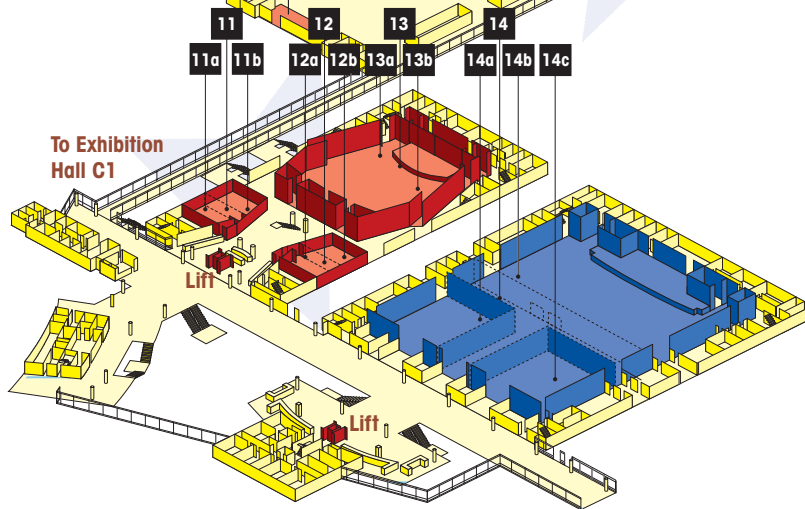 11
12
13
14
11a
11b
12a
12b
13a
13b
14a
14b
14c
To Exhibition
Hall C1
Lift
Lift